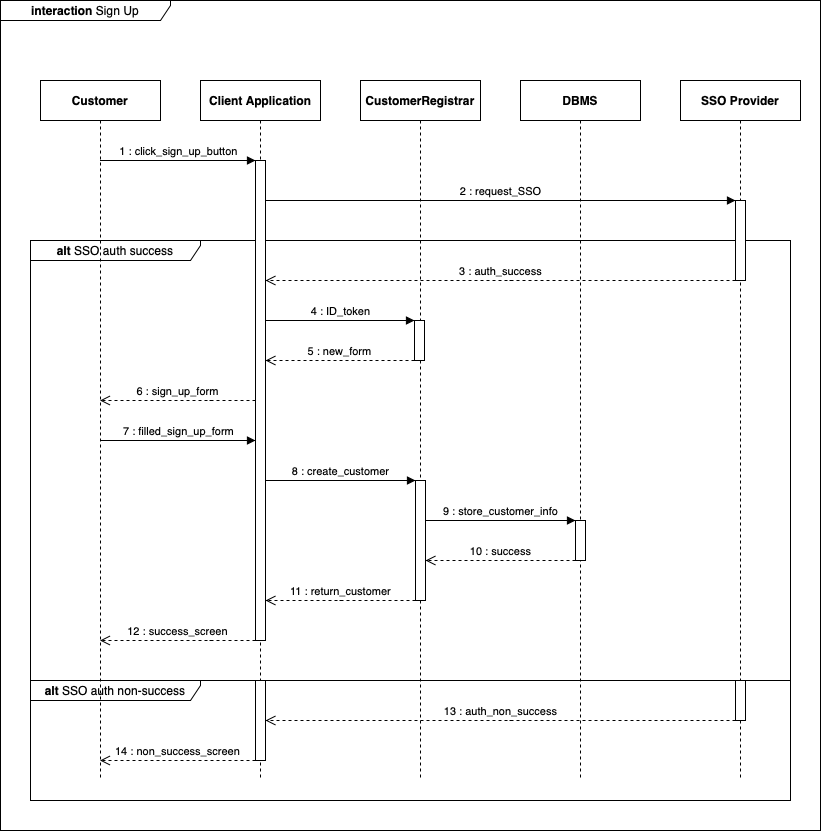 interaction Sign Up
Customer
Client Application
CustomerRegistrar
DBMS
SSO Provider
1 : click_sign_up_button
2 : request_SSO
alt SSO auth success
3 : auth_success
4 : ID_token
5 : new_form
6 : sign_up_form
7 : filled_sign_up_form
8 : create_customer
9 : store_customer_info
10 : success
11 : return_customer
12 : success_screen
alt SSO auth non-success
13 : auth_non_success
14 : non_success_screen